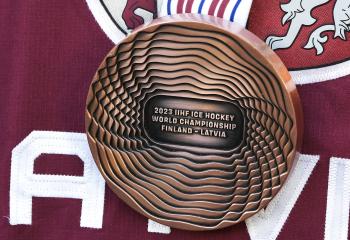 2023 IIHF ICE HOCKEY
WORLD CHAMPIONSHIP
FINLAND - LATVIA